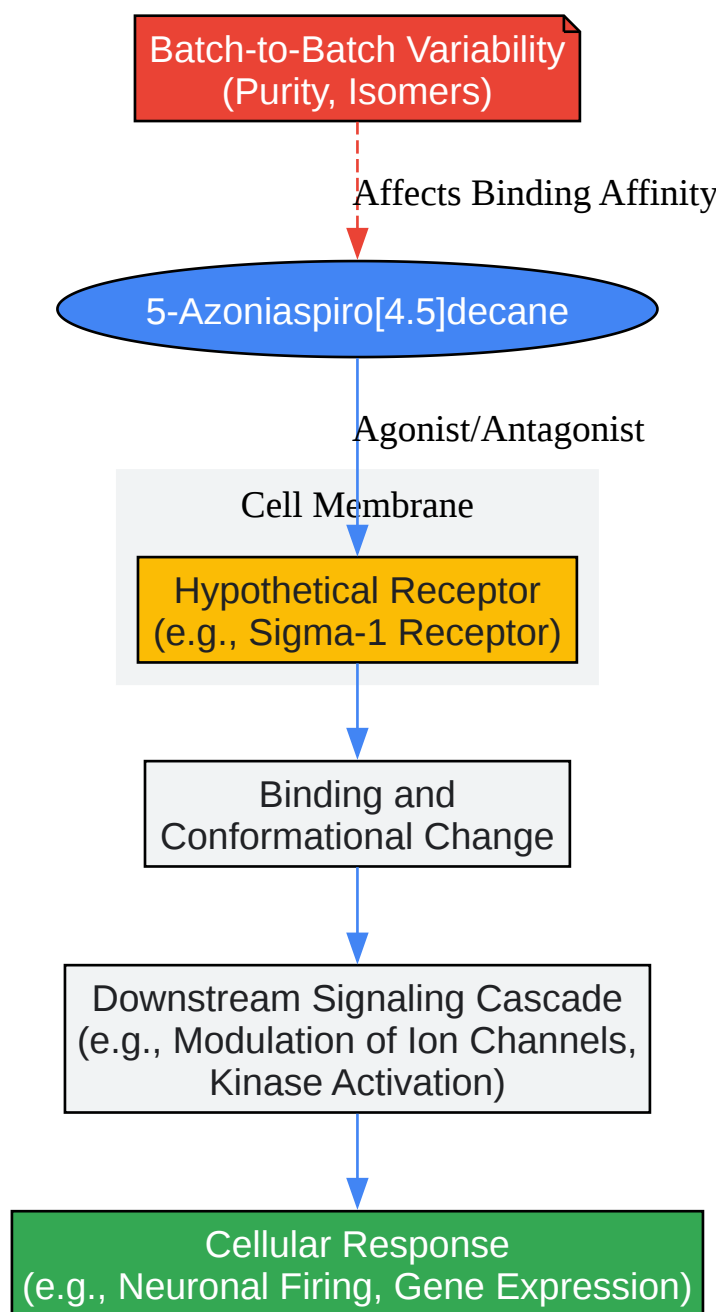 Batch-to-Batch Variability
(Purity, Isomers)
Affects Binding Affinity
5-Azoniaspiro[4.5]decane
Agonist/Antagonist
Cell Membrane
Hypothetical Receptor
(e.g., Sigma-1 Receptor)
Binding and
Conformational Change
Downstream Signaling Cascade
(e.g., Modulation of Ion Channels,
Kinase Activation)
Cellular Response
(e.g., Neuronal Firing, Gene Expression)